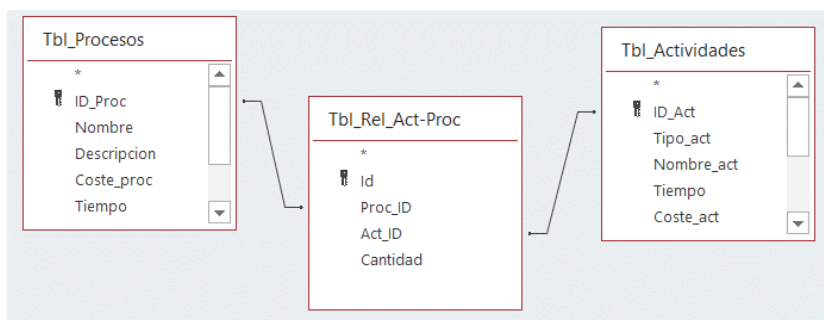 Tbl_Procesos
*
ID_Proc
Nombre
Descripcion
Coste_proc
Tiempo
Tbl_Rel_Act-Proc
*
Id
Proc_ID
Act_ID
Cantidad
Tbl_Actividades
*
ID_Act
Tipo_act
Nombre_act
Tiempo
Coste_act